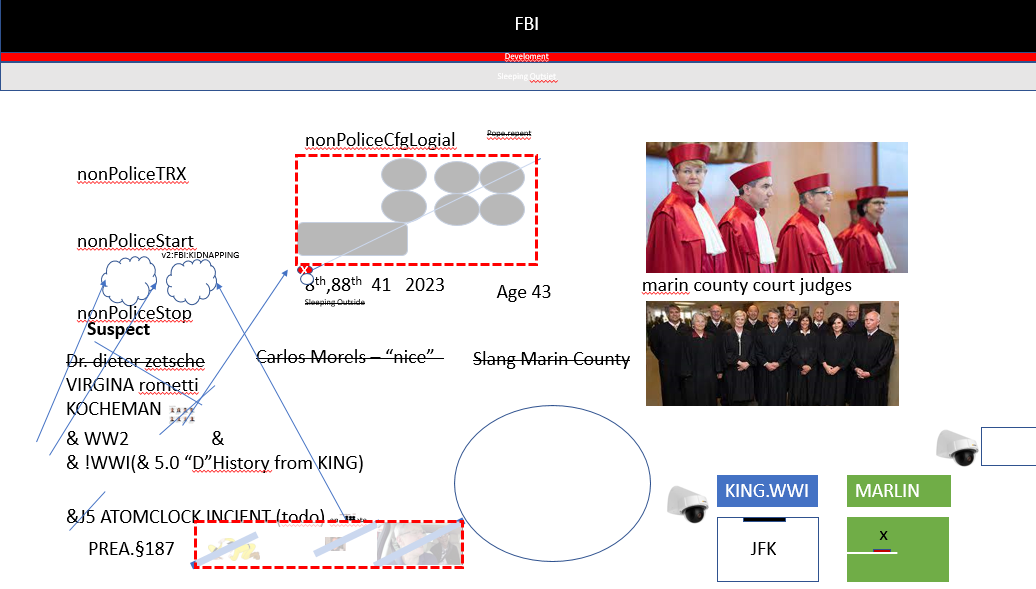 FBI
Develoment
Sleeping Outsiet
Pope.repent
nonPoliceCfgLogial
nonPoliceTRX
nonPoliceStart
v2:FBI:KIDNAPPING
X
8th,88th 41 2023
Age 43
marin county court judges
Sleeping Outside
nonPoliceStop
Suspect
Carlos Morels – “nice”
Slang Marin County
Dr. dieter zetsche
VIRGINA rometti
KOCHEMAN
& WW2 &
& !WWI(& 5.0 “D”History from KING)
KING.WWI
MARLIN
&J5 ATOMCLOCK INCIENT (todo)
PREA.§187
JFK
x